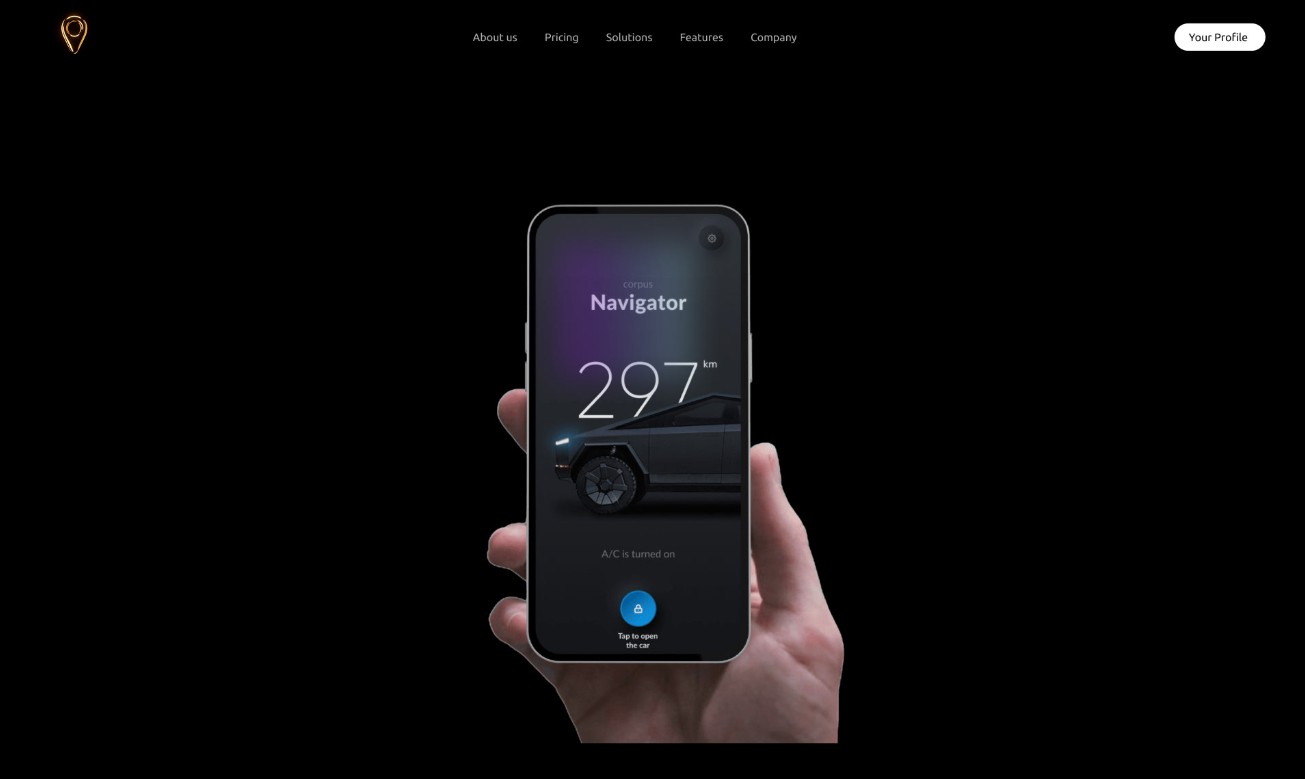 About us
Pricing
Solutions
Features
Company
Your Profile
corpus
Navigator
297 km
A/C is turned on
Tap to open
the car